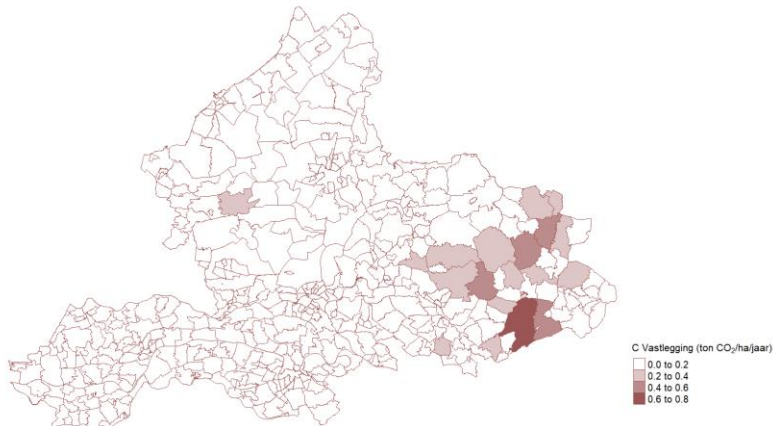 C Vastlegging (ton CO₂/ha/jaar)
0.0 to 0.2
0.2 to 0.4
0.4 to 0.6
0.6 to 0.8